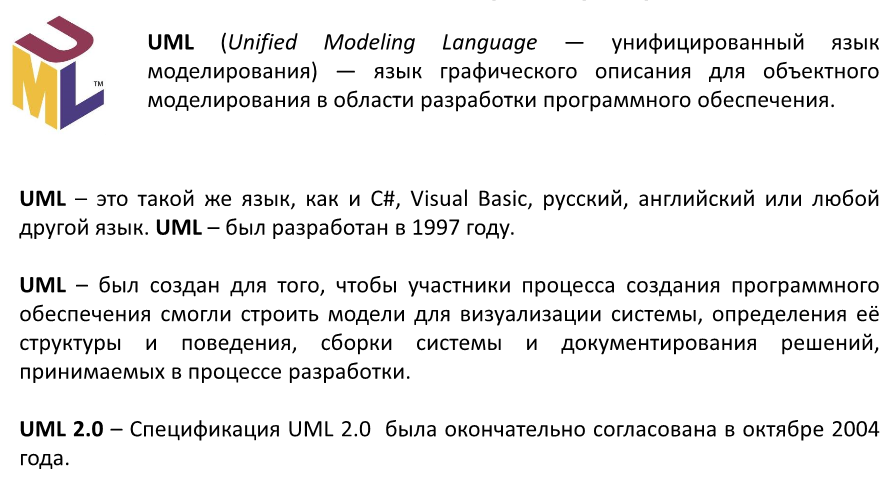 UML
TM
UML (Unified Modeling Language — унифицированный язык
моделирования) — язык графического описания для объектного
моделирования в области разработки программного обеспечения.
UML – это такой же язык, как и C#, Visual Basic, русский, английский или любой
другой язык. UML – был разработан в 1997 году.
UML – был создан для того, чтобы участники процесса создания программного
обеспечения смогли строить модели для визуализации системы, определения её
структуры и поведения, сборки системы и документирования решений,
принимаемых в процессе разработки.
UML 2.0 – Спецификация UML 2.0 была окончательно согласована в октябре 2004
года.